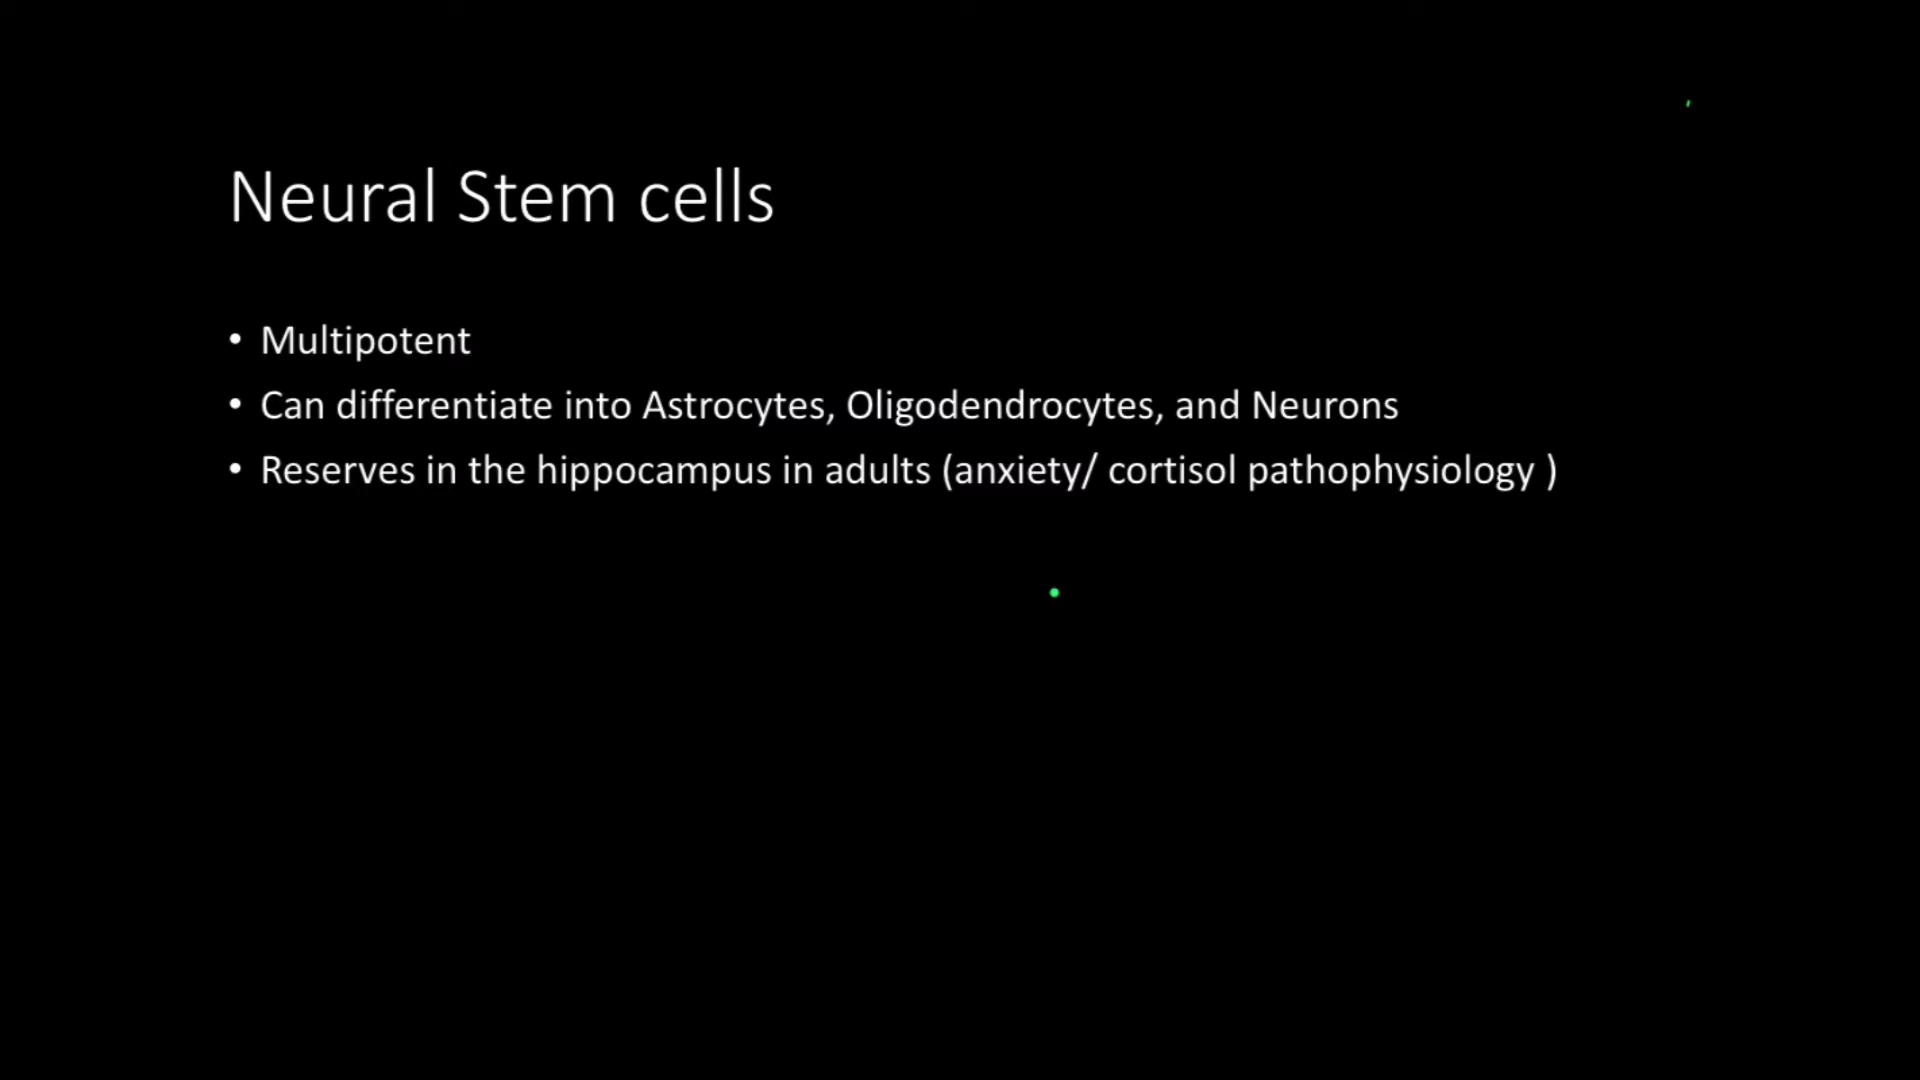 Neural Stem cells
• Multipotent
• Can differentiate into Astrocytes, Oligodendrocytes, and Neurons
• Reserves in the hippocampus in adults (anxiety/ cortisol pathophysiology )